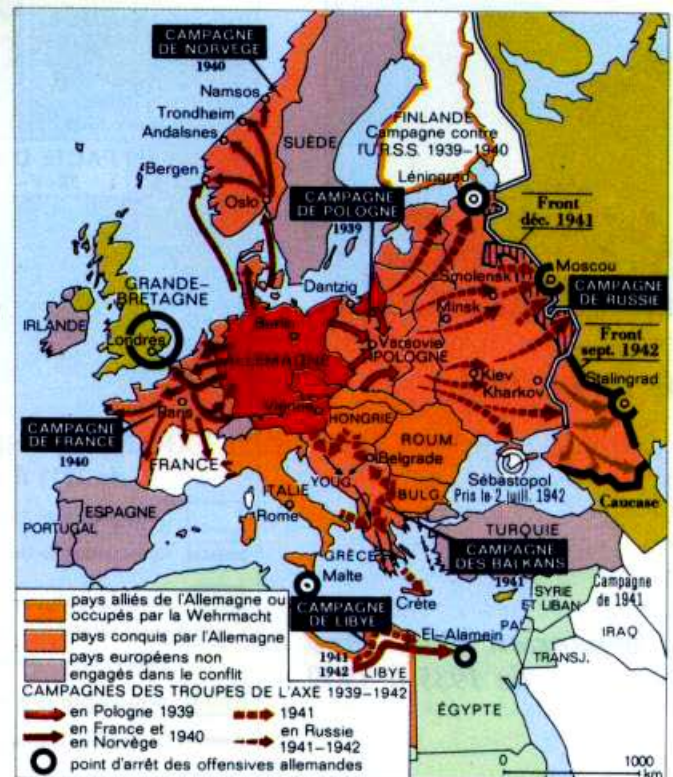 CAMPAGNE
DE NORVÈGE
1940
Namsos
Trondheim
Andalsnes
Bergen
Oslo
SUÈDE
FINLANDE
Campagne contre
l'U.R.S.S. 1939-1940
Léningrad
CAMPAGNE
DE POLOGNE
1939
Front
déc. 1941
Smolensk
Moscou
CAMPAGNE
DE RUSSIE
Minsk
Dantzig
GRANDE-
BRETAGNE
IRLANDE
Londres
Berlin
ALLEMAGNE
Varsovie
POLOGNE
Front
sept. 1942
Stalingrad
Kiev
Kharkov
Paris
Vienne
CAMPAGNE
DE FRANCE
1940
FRANCE
HONGRIE
ROUM.
Belgrade
YOUG.
BULG.
Sébastopol
Pris le 2 juill. 1942
Caucase
ITALIE
Rome
ESPAGNE
PORTUGAL
TURQUIE
GRÈCE
CAMPAGNE
DES BALKANS
1941
Malte
Crète
Campagne
de 1941
SYRIE
ET LIBAN
PAL.
IRAQ
TRANSJ.
CAMPAGNE
DE LIBYE
1941
1942
LIBYE
El-Alamein
ÉGYPTE
pays alliés de l'Allemagne ou
occupés par la Wehrmacht
pays conquis par l'Allemagne
pays européens non
engagés dans le conflit
CAMPAGNES DES TROUPES DE L'AXE 1939-1942
en Pologne 1939
1941
en France et
en Norvège 1940
en Russie
1941-1942
point d'arrêt des offensives allemandes
0 1000
km